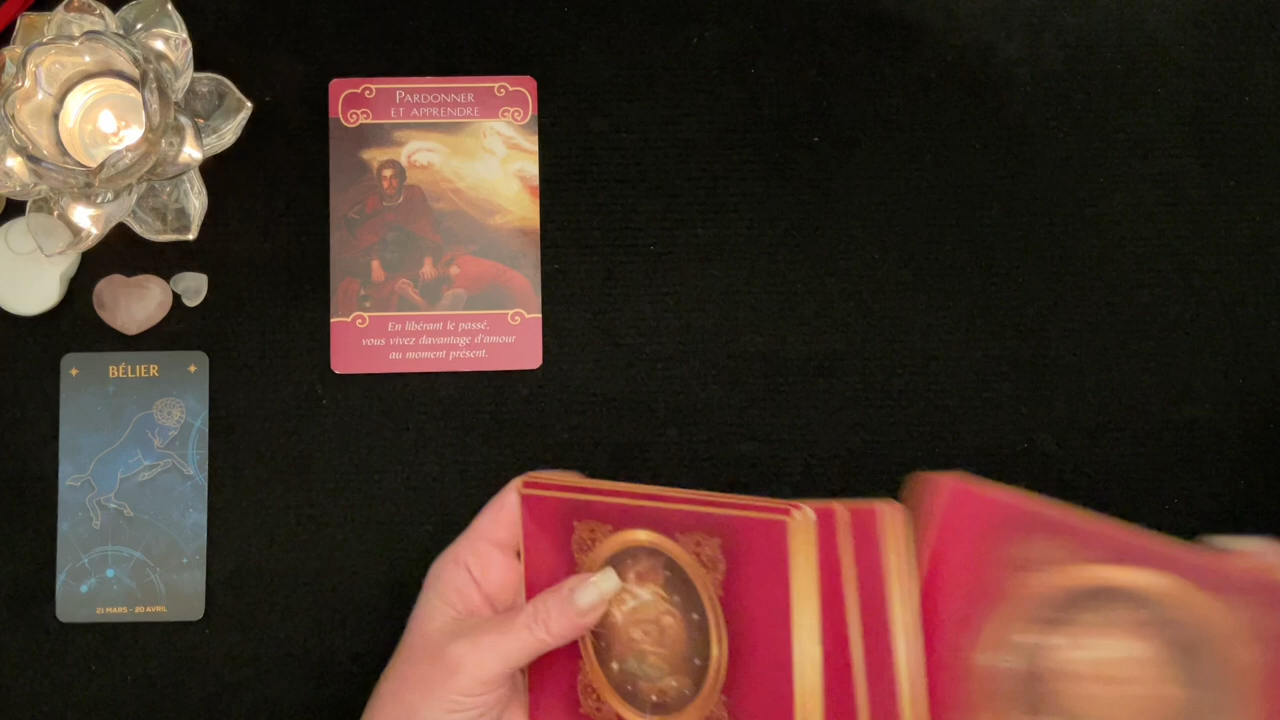 PARDONNER
ET APPRENDRE
En libérant le passé,
vous vivez davantage d'amour
au moment présent.
BÉLIER
21 MARS - 20 AVRIL